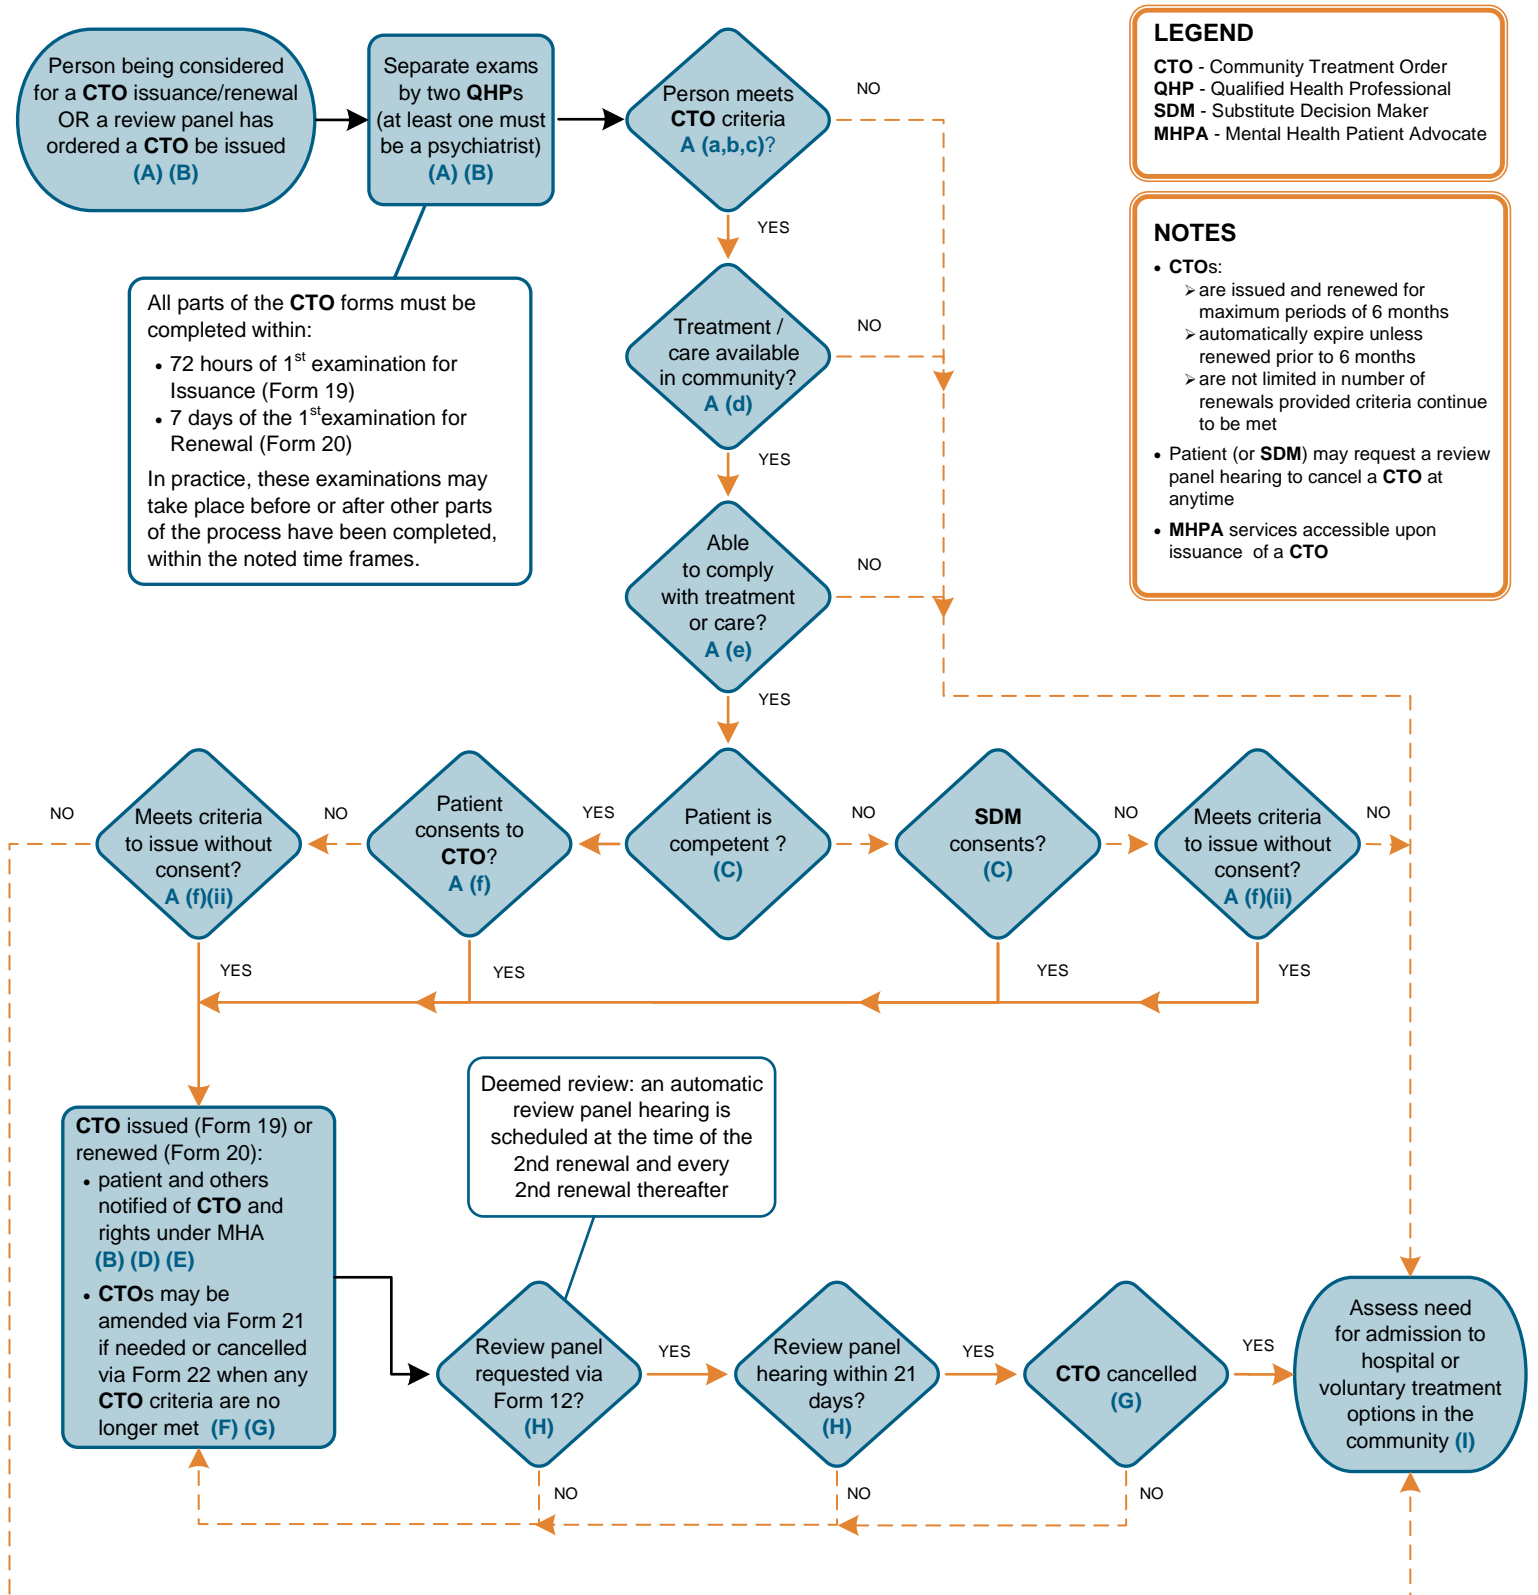 Person being considered
for a CTO issuance/renewal
OR a review panel has
ordered a CTO be issued
(A) (B)
Separate exams
by two QHPs
(at least one must
be a psychiatrist)
(A) (B)
Person meets
CTO criteria
A (a,b,c)?
NO
YES
LEGEND
CTO - Community Treatment Order
QHP - Qualified Health Professional
SDM - Substitute Decision Maker
MHPA - Mental Health Patient Advocate
NOTES
• CTOs:
➢ are issued and renewed for
maximum periods of 6 months
➢ automatically expire unless
renewed prior to 6 months
➢ are not limited in number of
renewals provided criteria continue
to be met
• Patient (or SDM) may request a review
panel hearing to cancel a CTO at
anytime
• MHPA services accessible upon
issuance of a CTO
All parts of the CTO forms must be
completed within:
• 72 hours of 1st examination for
Issuance (Form 19)
• 7 days of the 1stexamination for
Renewal (Form 20)
In practice, these examinations may
take place before or after other parts
of the process have been completed,
within the noted time frames.
Treatment /
care available
in community?
A (d)
NO
YES
Able
to comply
with treatment
or care?
A (e)
NO
YES
NO
Meets criteria
to issue without
consent?
A (f)(ii)
NO
Patient
consents to
CTO?
A (f)
YES
Patient is
competent ?
(C)
NO
SDM
consents?
(C)
NO
Meets criteria
to issue without
consent?
A (f)(ii)
NO
YES
YES
YES
YES
Deemed review: an automatic
review panel hearing is
scheduled at the time of the
2nd renewal and every
2nd renewal thereafter
CTO issued (Form 19) or
renewed (Form 20):
• patient and others
notified of CTO and
rights under MHA
(B) (D) (E)
• CTOs may be
amended via Form 21
if needed or cancelled
via Form 22 when any
CTO criteria are no
longer met (F) (G)
Review panel
requested via
Form 12?
(H)
YES
Review panel
hearing within 21
days?
(H)
YES
CTO cancelled
(G)
YES
Assess need
for admission to
hospital or
voluntary treatment
options in the
community (I)
NO
NO
NO